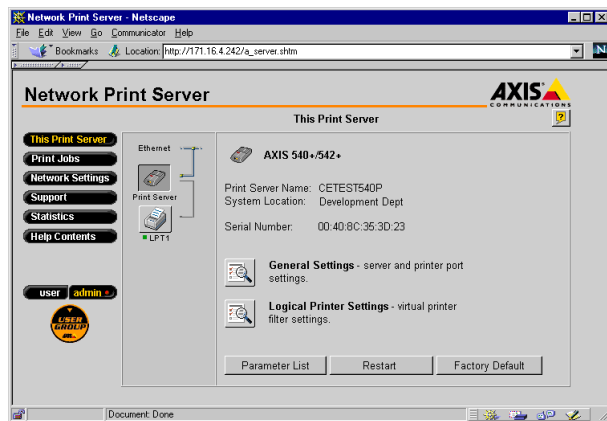 Network Print Server - Netscape
File Edit View Go Communicator Help
Bookmarks Location: http://171.16.4.242/a_server.shtm
N
Network Print Server
AXIS
COMMUNICATIONS
This Print Server
?
This Print Server
Print Jobs
Network Settings
Support
Statistics
Help Contents
user admin
USER
GROUP
Ethernet
Print Server
LPT1
AXIS 540+/542+
Print Server Name: CETEST540P
System Location: Development Dept
Serial Number: 00:40:8C:35:3D:23
General Settings - server and printer port
settings.
Logical Printer Settings - virtual printer
filter settings.
Parameter List Restart Factory Default
Document: Done